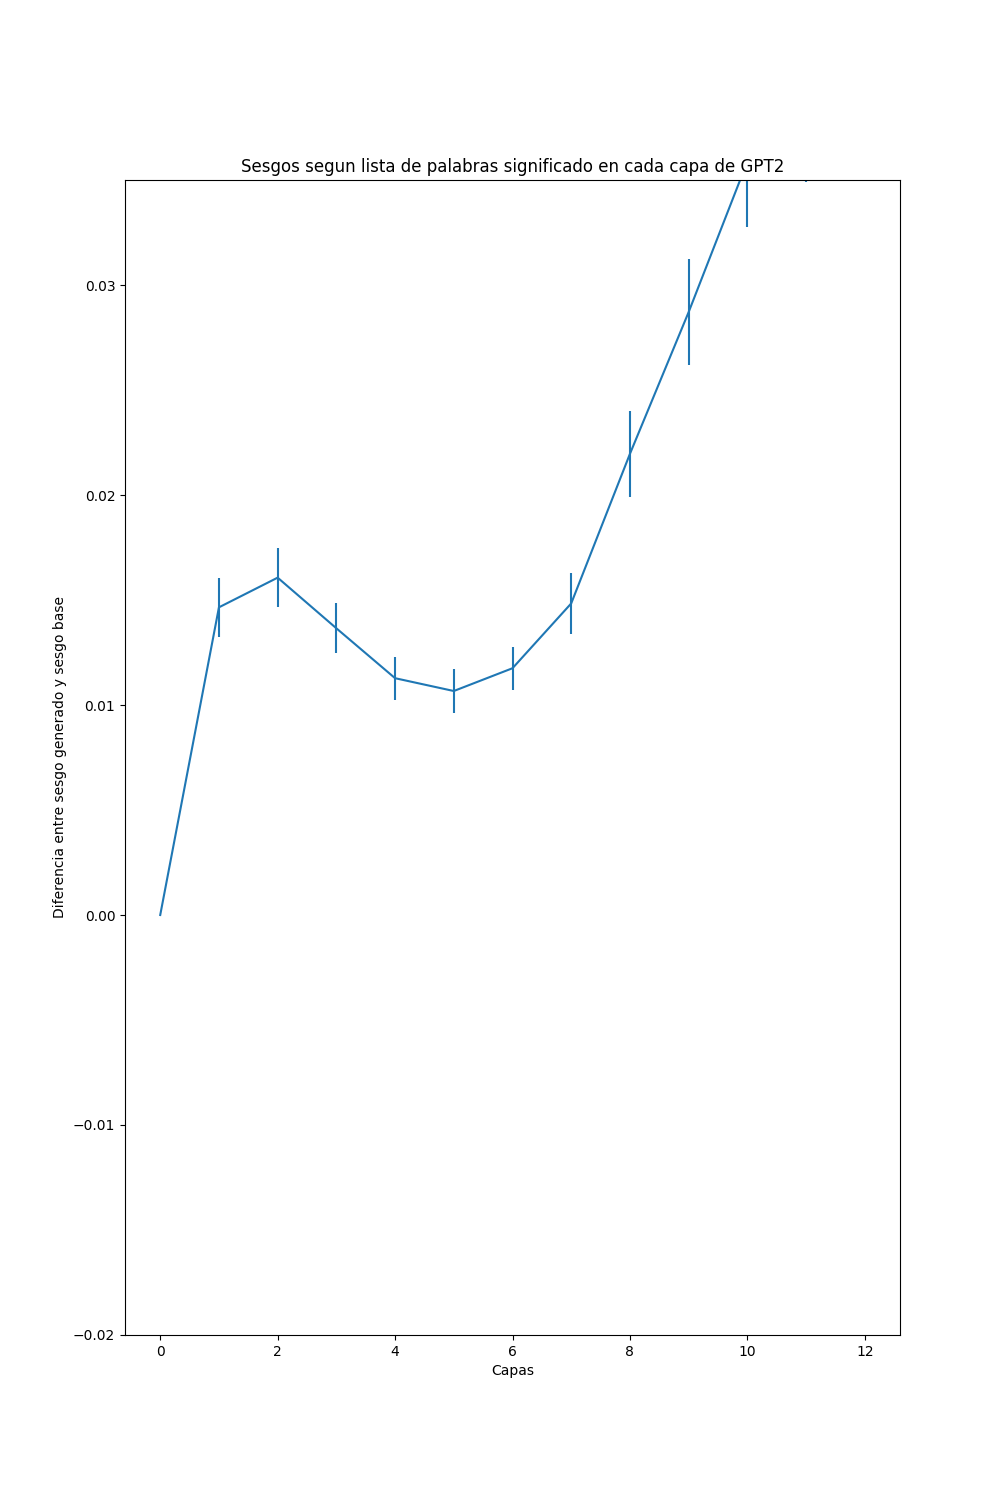 Sesgos segun lista de palabras significado en cada capa de GPT2
Diferencia entre sesgo generado y sesgo base
0.03
0.02
0.01
0.00
−0.01
−0.02
0 2 4 6 8 10 12
Capas